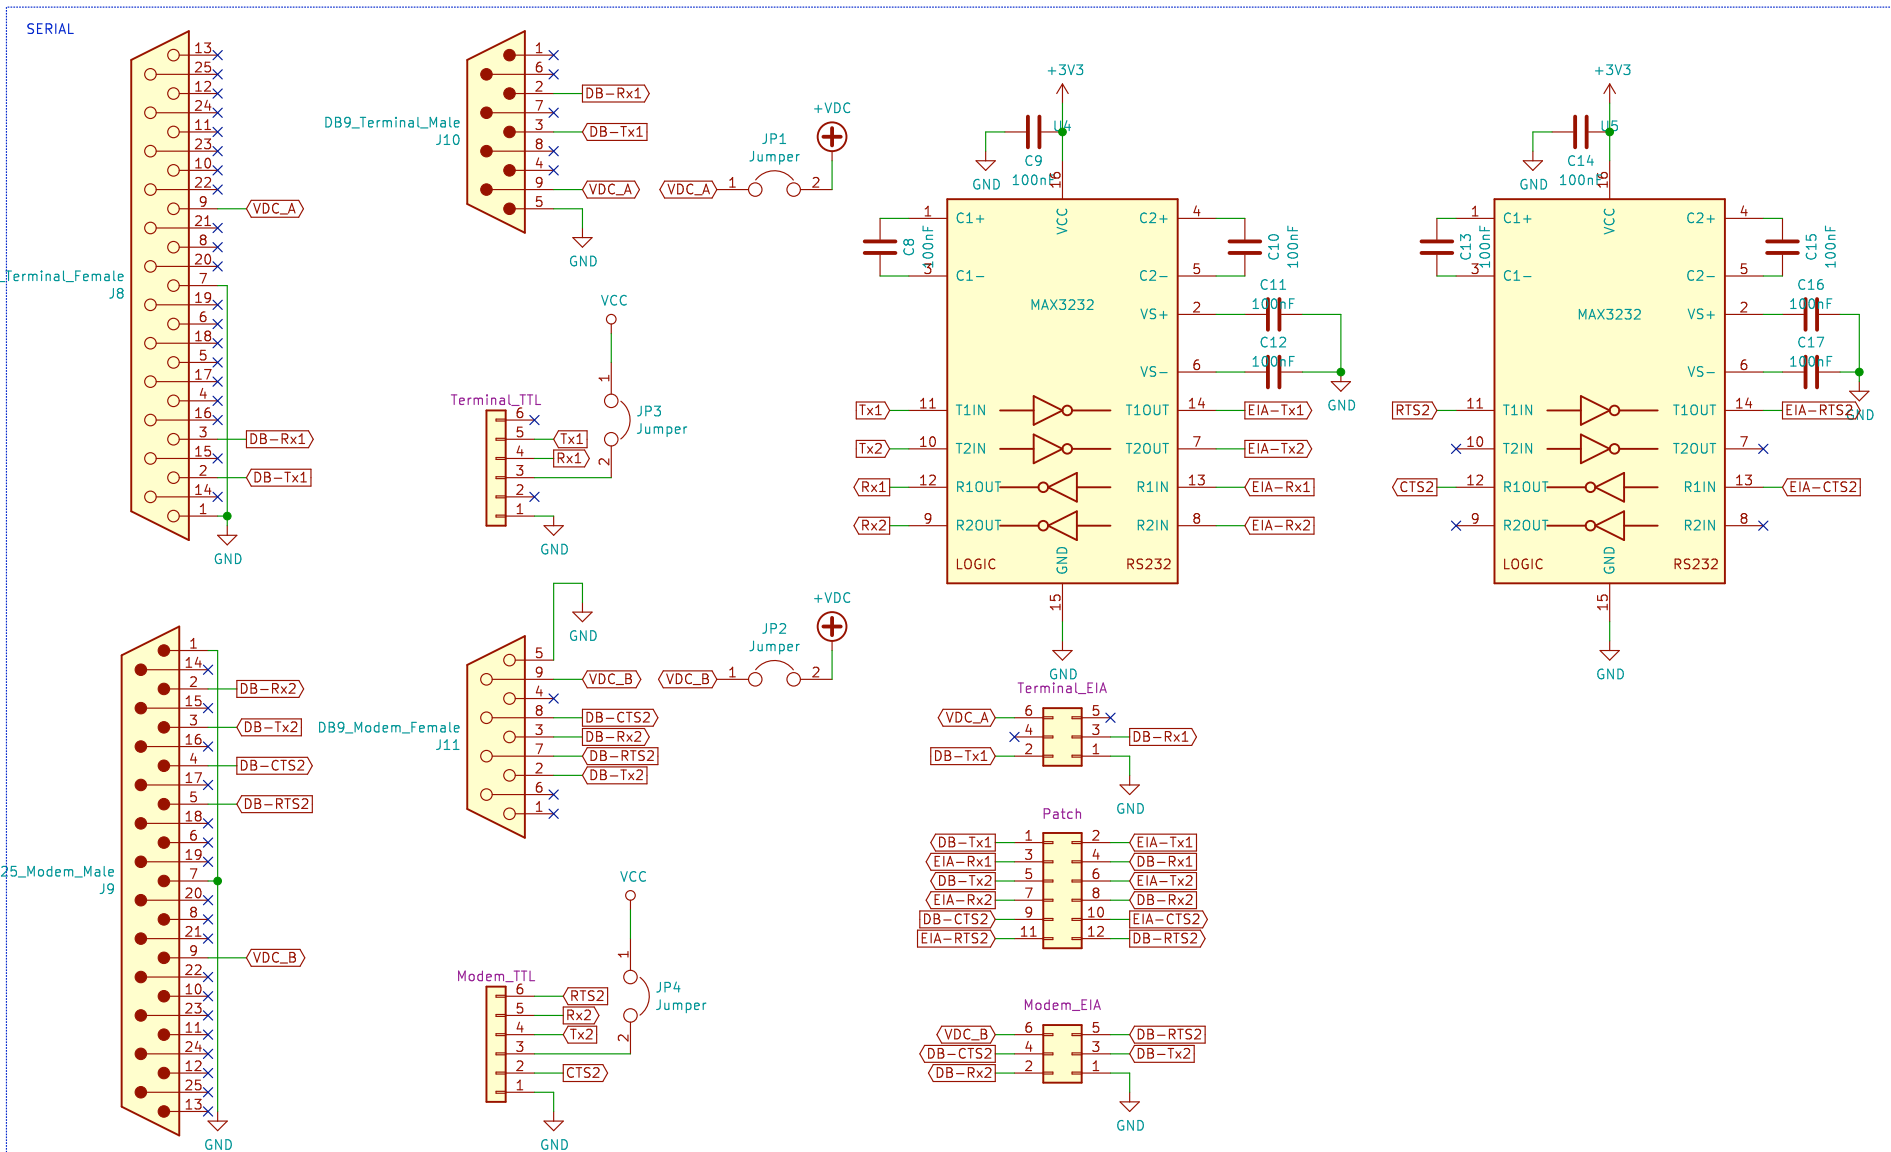 SERIAL
13
25
12
24
11
23
10
22
9
VDC_A
21
8
20
7
_Terminal_Female
J8
19
6
18
5
17
4
16
3
DB-Rx1
15
2
DB-Tx1
14
1
GND
1
6
2
DB-Rx1
7
3
DB-Tx1
8
4
9
VDC_A
5
DB9_Terminal_Male
J10
GND
+VDC
JP1
Jumper
VDC_A
1
2
VCC
1
JP3
Jumper
2
Terminal_TTL
6
5
Tx1
4
Rx1
3
2
1
GND
+3V3
U4
C9
100nF
GND
16
VCC
1
C1+
C8
100nF
3
C1-
C2+
4
C10
100nF
C2-
5
MAX3232
C11
100nF
VS+
2
C12
100nF
VS-
6
GND
Tx1
11
T1IN
T1OUT
14
EIA-Tx1
Tx2
10
T2IN
T2OUT
7
EIA-Tx2
Rx1
12
R1OUT
R1IN
13
EIA-Rx1
Rx2
9
R2OUT
R2IN
8
EIA-Rx2
LOGIC
GND
RS232
15
GND
+3V3
U5
C14
100nF
GND
16
VCC
1
C1+
C13
100nF
3
C1-
C2+
4
C15
100nF
C2-
5
MAX3232
C16
100nF
VS+
2
C17
100nF
VS-
6
GND
RTS2
11
T1IN
T1OUT
14
EIA-RTS2
10
T2IN
T2OUT
7
CTS2
12
R1OUT
R1IN
13
EIA-CTS2
9
R2OUT
R2IN
8
LOGIC
GND
RS232
15
GND
1
14
2
DB-Rx2
15
3
DB-Tx2
16
4
DB-CTS2
17
5
DB-RTS2
18
6
19
7
25_Modem_Male
J9
20
8
21
9
VDC_B
22
10
23
11
24
12
25
13
GND
GND
5
9
VDC_B
4
8
DB-CTS2
3
DB-Rx2
7
DB-RTS2
2
DB-Tx2
6
1
DB9_Modem_Female
J11
+VDC
JP2
Jumper
VDC_B
1
2
VCC
1
JP4
Jumper
2
Modem_TTL
6
RTS2
5
Rx2
4
Tx2
3
2
CTS2
1
GND
Terminal_EIA
VDC_A
6
5
4
3
DB-Rx1
DB-Tx1
2
1
GND
Patch
DB-Tx1
1
2
EIA-Tx1
EIA-Rx1
3
4
DB-Rx1
DB-Tx2
5
6
EIA-Tx2
EIA-Rx2
7
8
DB-Rx2
DB-CTS2
9
10
EIA-CTS2
EIA-RTS2
11
12
DB-RTS2
Modem_EIA
VDC_B
6
5
DB-RTS2
DB-CTS2
4
3
DB-Tx2
DB-Rx2
2
1
GND